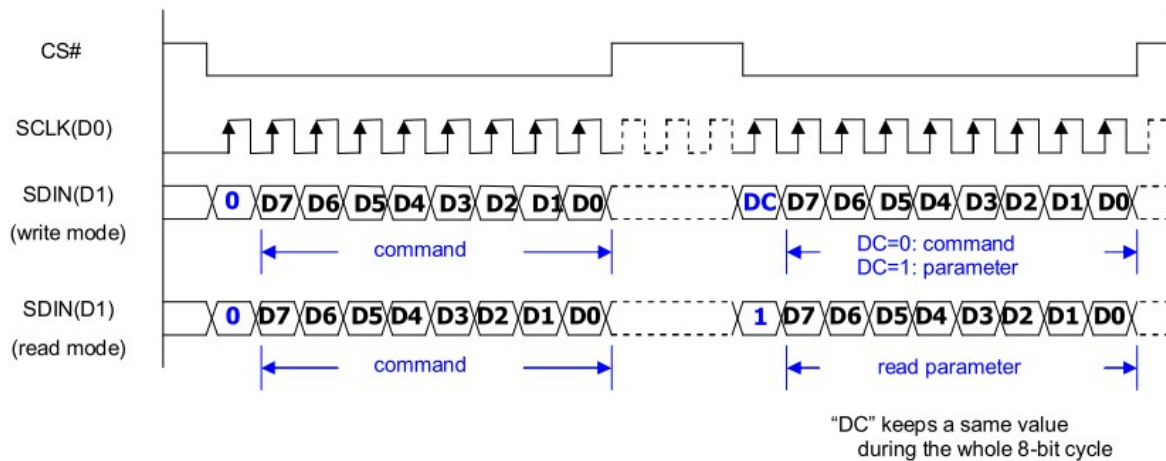 CS#
SCLK(D0)
SDIN(D1)
(write mode)
0 D7 D6 D5 D4 D3 D2 D1 D0
DC D7 D6 D5 D4 D3 D2 D1 D0
command
DC=0: command
DC=1: parameter
SDIN(D1)
(read mode)
0 D7 D6 D5 D4 D3 D2 D1 D0
1 D7 D6 D5 D4 D3 D2 D1 D0
command
read parameter
“DC” keeps a same value
during the whole 8-bit cycle